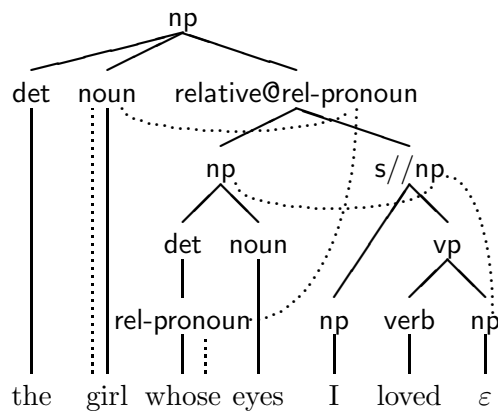 np
det noun relative@rel-pronoun
np s//np
det noun vp
rel-pronoun np verb np
the girl whose eyes I loved ε